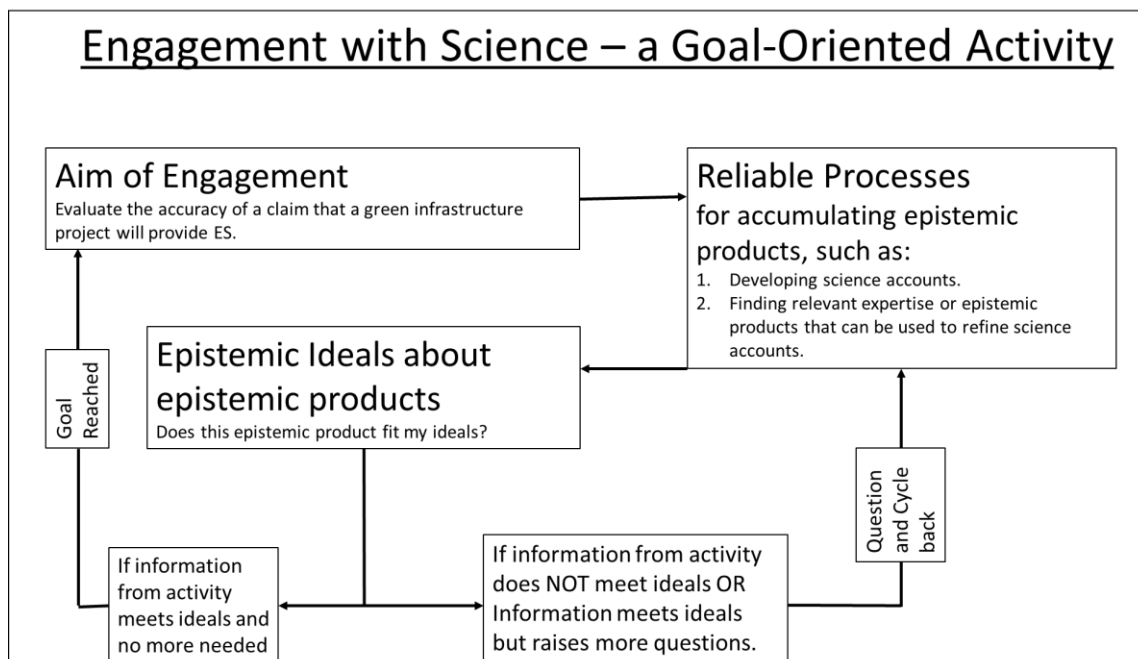 Engagement with Science – a Goal-Oriented Activity
Aim of Engagement
Evaluate the accuracy of a claim that a green infrastructure
project will provide ES.
Reliable Processes
for accumulating epistemic
products, such as:
1. Developing science accounts.
2. Finding relevant expertise or epistemic
products that can be used to refine science
accounts.
Epistemic Ideals about
epistemic products
Does this epistemic product fit my ideals?
Goal
Reached
Question
and Cycle
back
If information
from activity
meets ideals and
no more needed
If information from activity
does NOT meet ideals OR
Information meets ideals
but raises more questions.